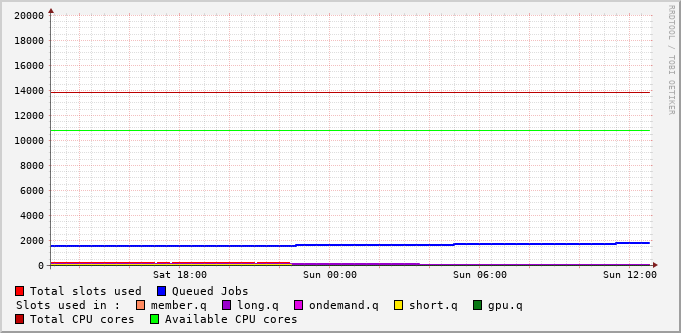 RRDTOOL / TOBI OETIKER
20000
18000
16000
14000
12000
10000
8000
6000
4000
2000
0
Sat 18:00 Sun 00:00 Sun 06:00 Sun 12:00
Total slots used Queued Jobs
Slots used in : member.q long.q ondemand.q short.q gpu.q
Total CPU cores Available CPU cores